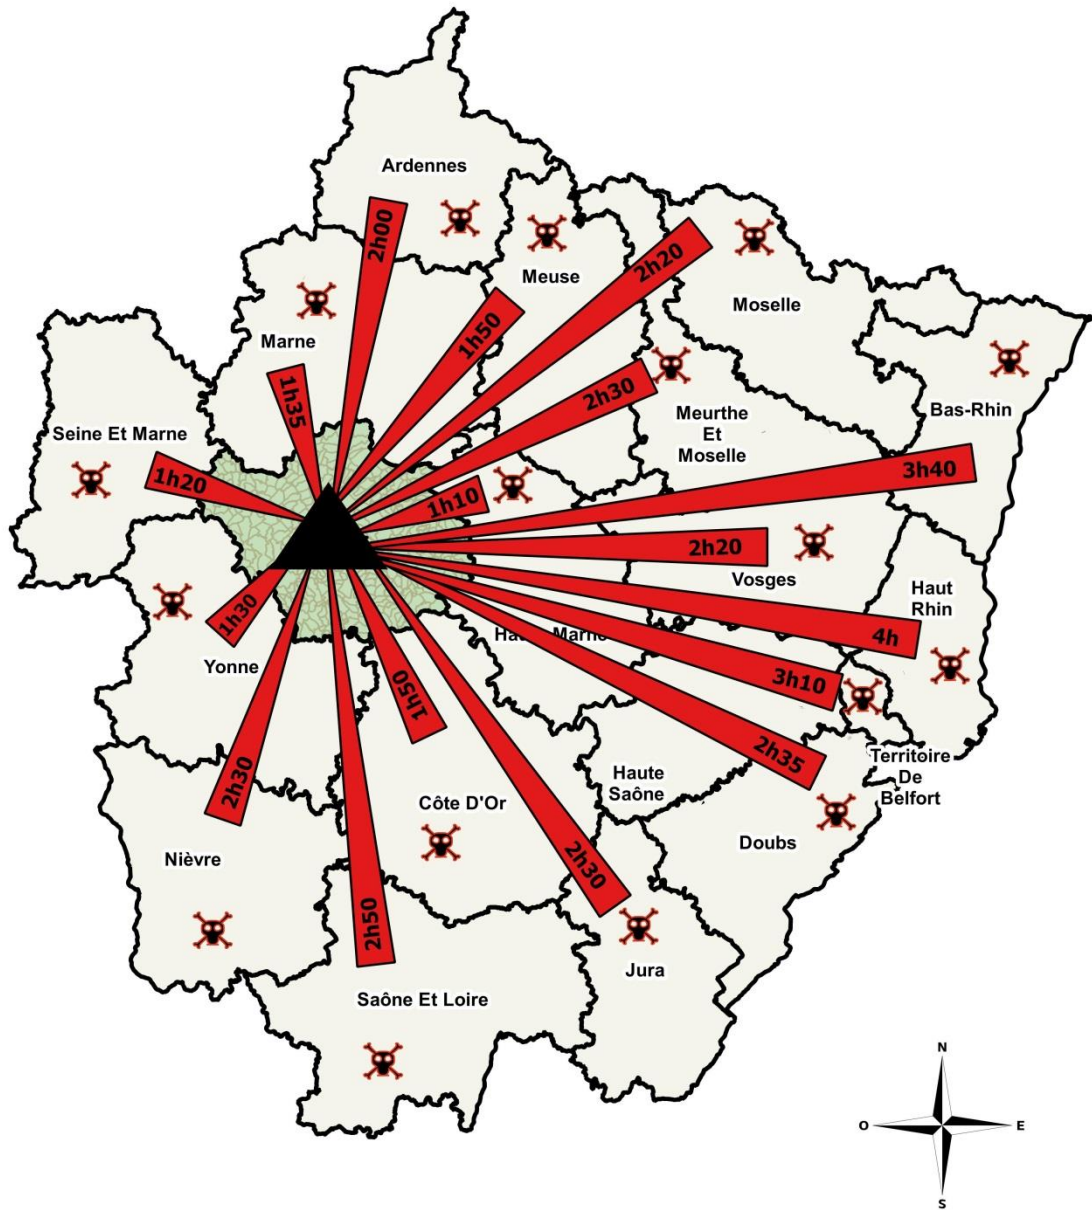 Ardennes
2h00
Meuse
2h20
Moselle
Marne
1h50
1h35
2h30
Meurthe
Et
Moselle
Bas-Rhin
Seine Et Marne
1h20
1h10
3h40
2h20
Vosges
Haut
Rhin
1h30
Haute Marne
4h
Yonne
1h50
3h10
2h35
Territoire
De
Belfort
2h30
Haute
Saône
Côte D'Or
Doubs
Nièvre
2h30
2h50
Jura
Saône Et Loire
N
O
E
S